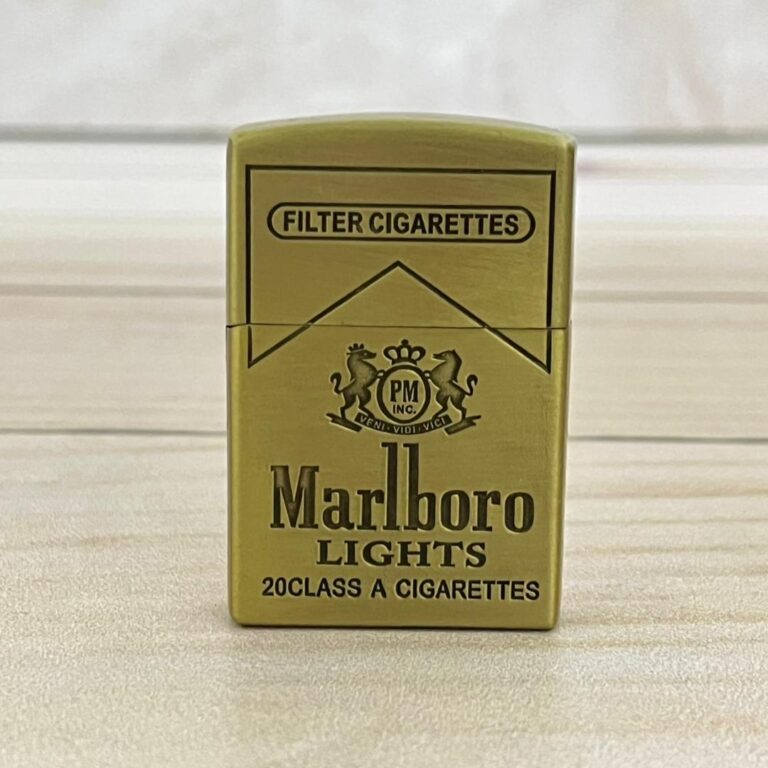 FILTER CIGARETTES
PM
INC.
VENI · VIDI · VICI
Marlboro
LIGHTS
20CLASS A CIGARETTES